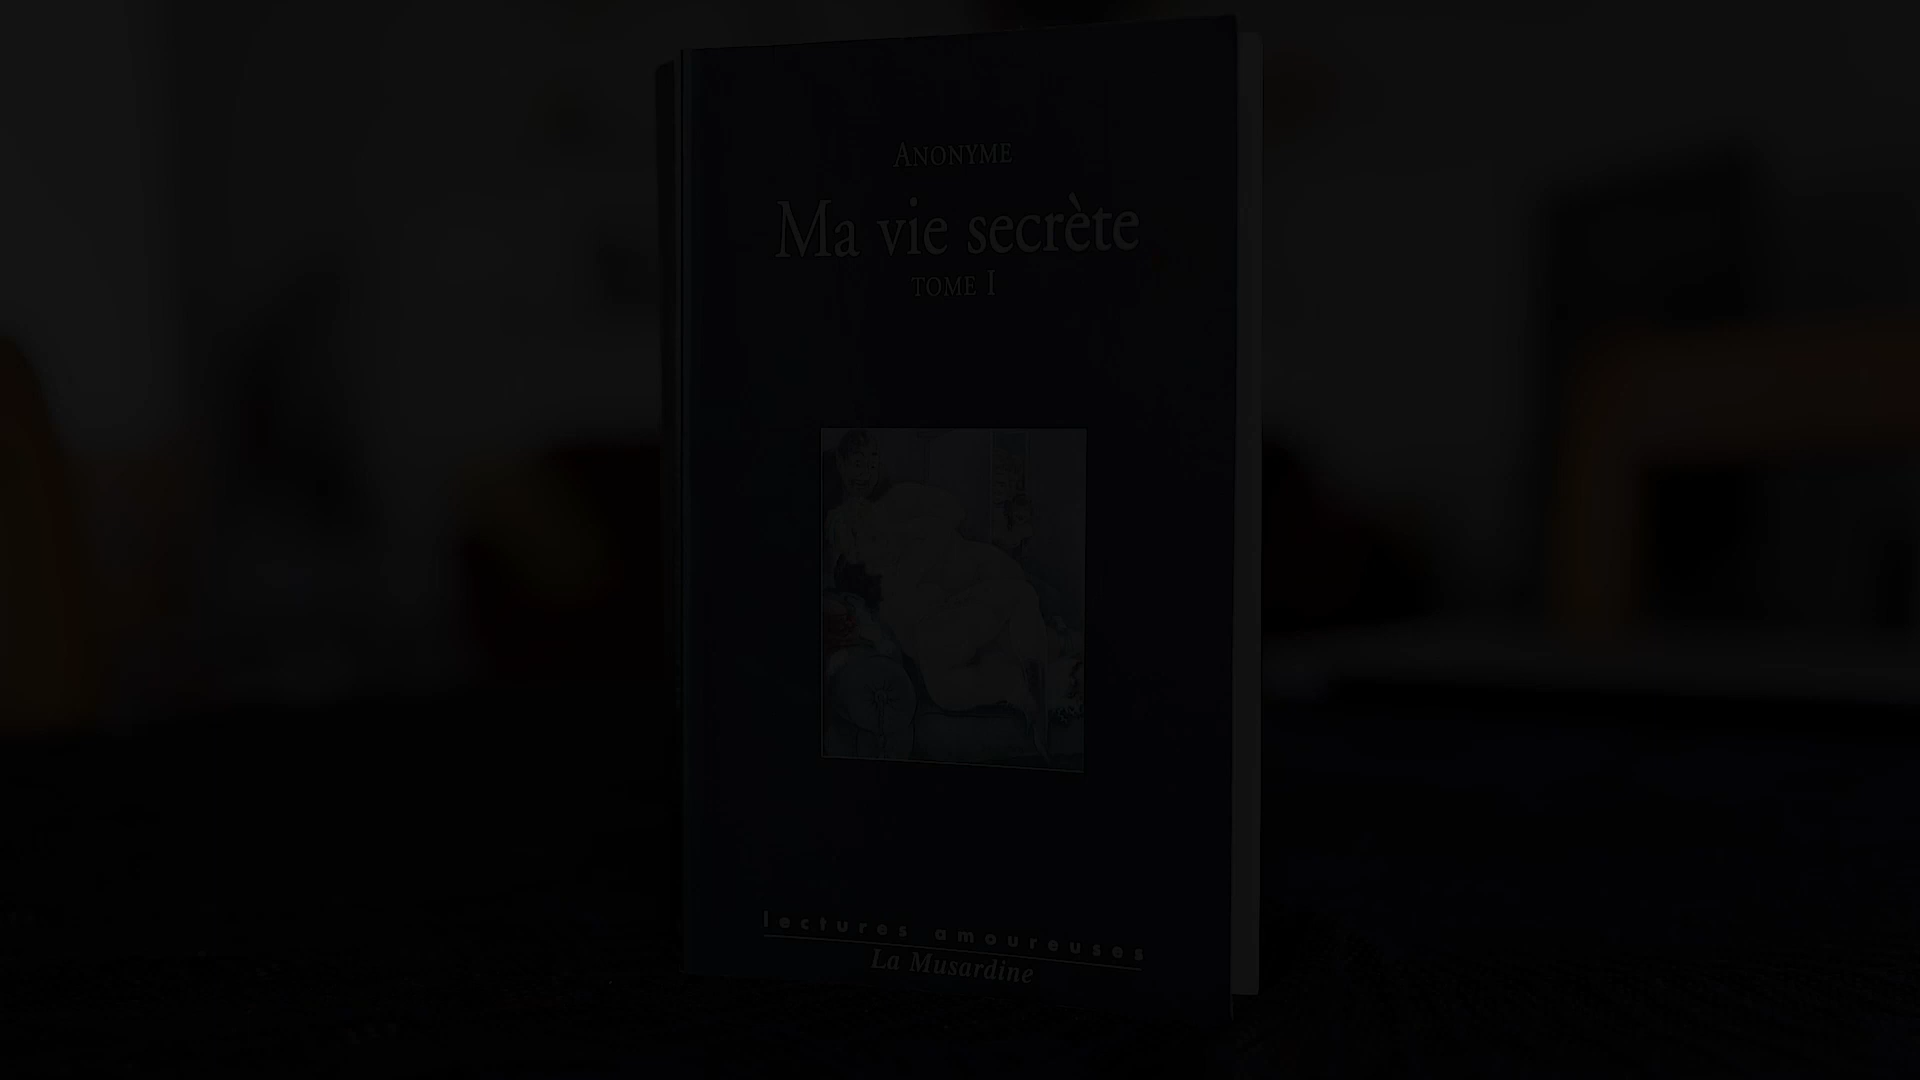 ANONYME
Ma vie secrète
TOME I
lectures amoureuses
La Musardine